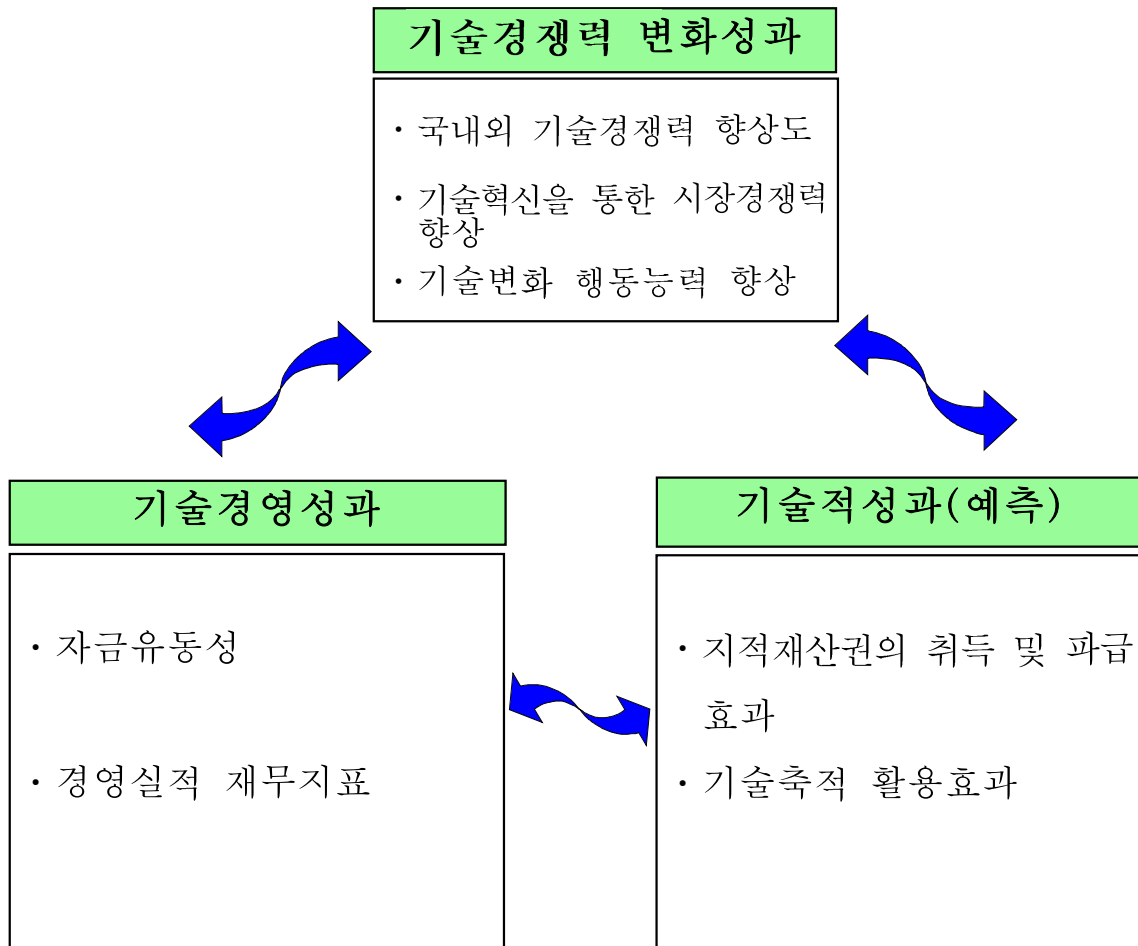 기술경쟁력 변화성과
· 국내외 기술경쟁력 향상도
· 기술혁신을 통한 시장경쟁력
향상
· 기술변화 행동능력 향상
기술경영성과
· 자금유동성
· 경영실적 재무지표
기술적성과(예측)
· 지적재산권의 취득 및 파급
효과
· 기술축적 활용효과